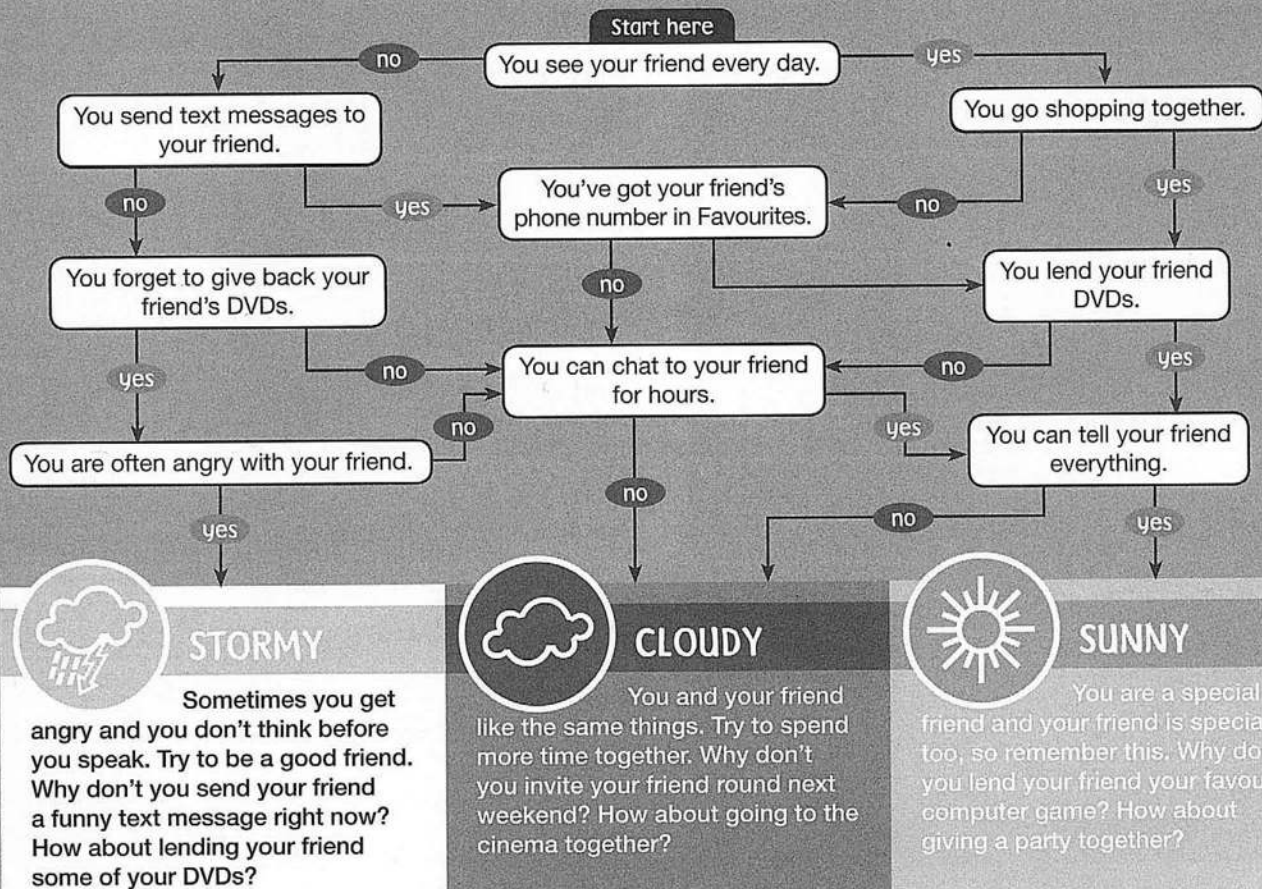 Start here
You see your friend every day.
no
yes
You send text messages to
your friend.
You go shopping together.
no
yes
You've got your friend's
phone number in Favourites.
no
yes
You forget to give back your
friend's DVDs.
no
You lend your friend
DVDs.
yes
no
You can chat to your friend
for hours.
no
yes
no
You are often angry with your friend.
yes
You can tell your friend
everything.
yes
no
no
yes
STORMY
Sometimes you get
angry and you don't think before
you speak. Try to be a good friend.
Why don't you send your friend
a funny text message right now?
How about lending your friend
some of your DVDs?
CLOUDY
You and your friend
like the same things. Try to spend
more time together. Why don't
you invite your friend round next
weekend? How about going to the
cinema together?
SUNNY
You are a special
friend and your friend is special
too, so remember this. Why
you lend your friend your
computer game? How about
giving a party together?